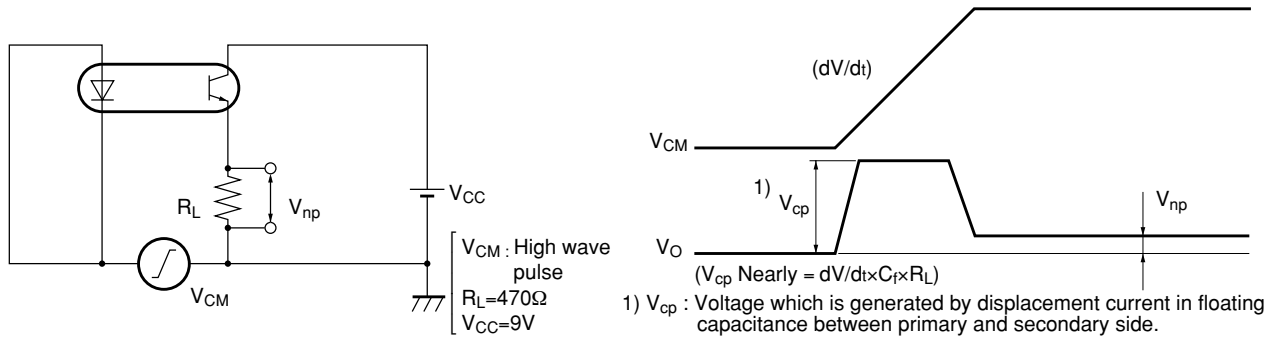 R_L
V_np
V_CC
V_CM
V_CM : High wave
pulse
R_L=470Ω
V_CC=9V
(dV/dt)
V_CM
1)
V_cp
V_np
V_O
(V_cp Nearly = dV/dt×C_f×R_L)
1) V_cp : Voltage which is generated by displacement current in floating
capacitance between primary and secondary side.